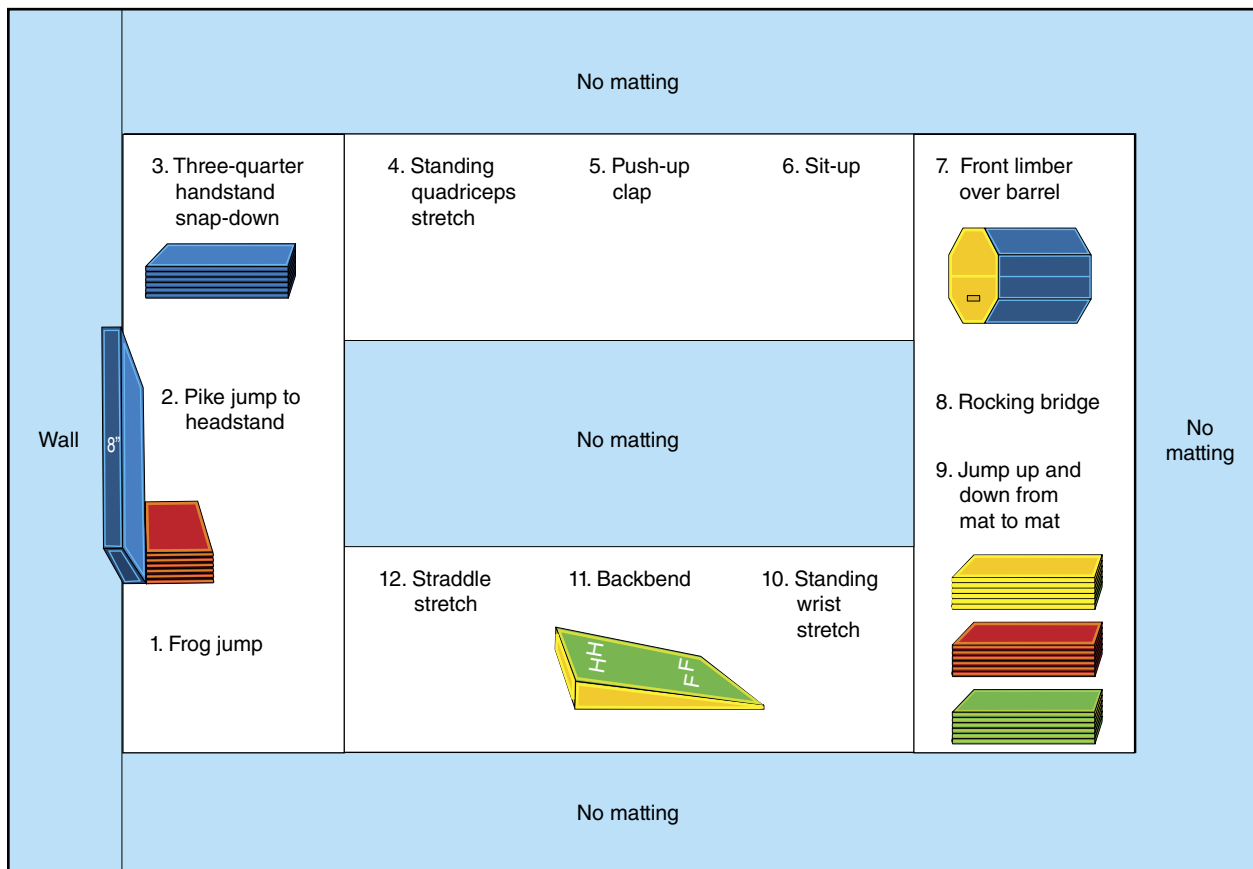 No matting
3. Three-quarter
handstand
snap-down
4. Standing
quadriceps
stretch
5. Push-up
clap
6. Sit-up
7. Front limber
over barrel
2. Pike jump to
headstand
8"
Wall
No matting
8. Rocking bridge
No
matting
9. Jump up and
down from
mat to mat
12. Straddle
stretch
11. Backbend
10. Standing
wrist
stretch
HH
FF
1. Frog jump
No matting